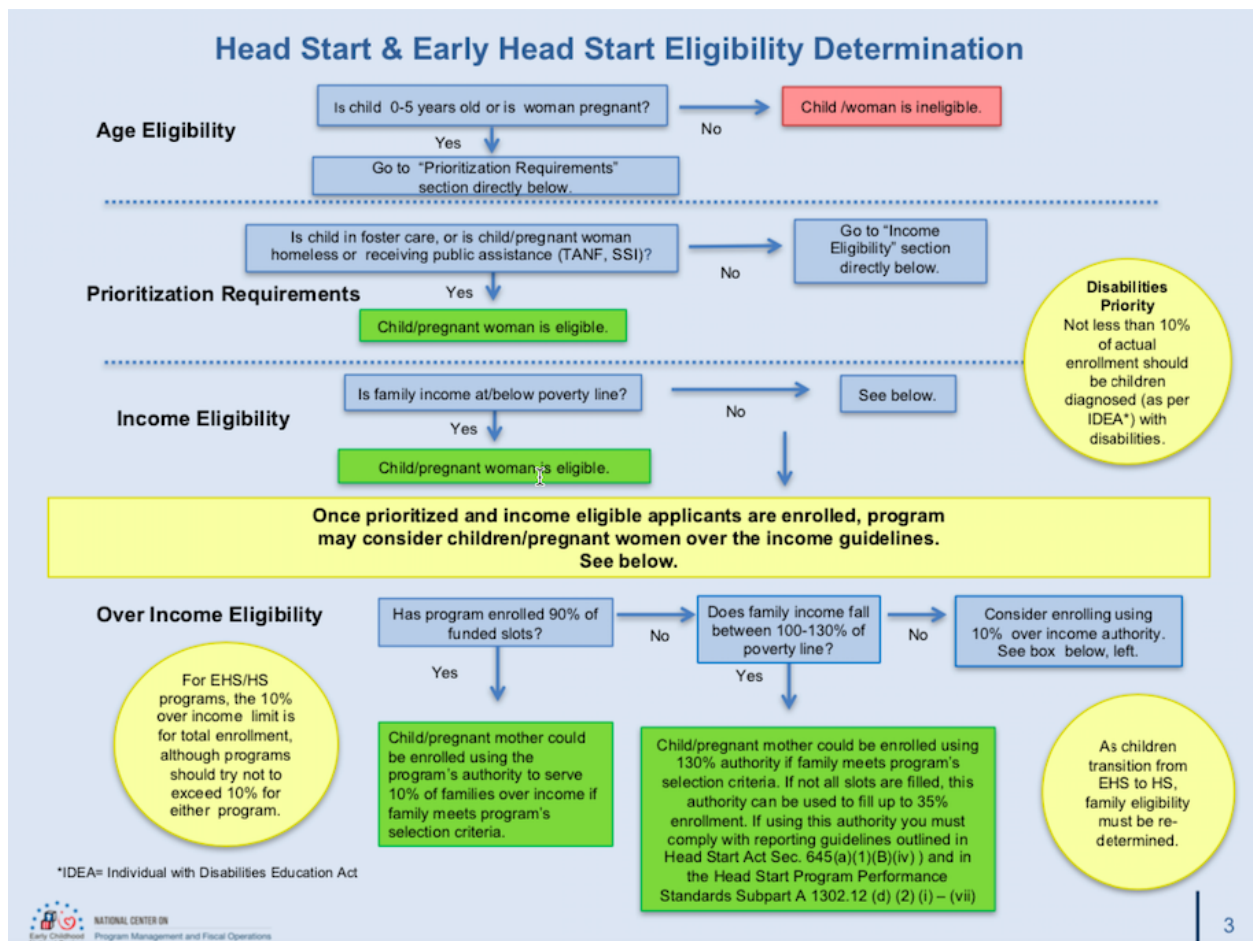 Head Start & Early Head Start Eligibility Determination
Age Eligibility
Is child 0-5 years old or is woman pregnant?
No
Child /woman is ineligible.
Yes
Go to “Prioritization Requirements”
section directly below.
Prioritization Requirements
Is child in foster care, or is child/pregnant woman
homeless or receiving public assistance (TANF, SSI)?
No
Go to “Income
Eligibility” section
directly below.
Yes
Child/pregnant woman is eligible.
Disabilities
Priority
Not less than 10%
of actual
enrollment should
be children
diagnosed (as per
IDEA*) with
disabilities.
Income Eligibility
Is family income at/below poverty line?
No
See below.
Yes
Child/pregnant woman is eligible.
Once prioritized and income eligible applicants are enrolled, program
may consider children/pregnant women over the income guidelines.
See below.
Over Income Eligibility
Has program enrolled 90% of
funded slots?
No
Does family income fall
between 100-130% of
poverty line?
No
Consider enrolling using
10% over income authority.
See box below, left.
Yes
Yes
For EHS/HS
programs, the 10%
over income limit is
for total enrollment,
although programs
should try not to
exceed 10% for
either program.
Child/pregnant mother could
be enrolled using the
program’s authority to serve
10% of families over income if
family meets program’s
selection criteria.
Child/pregnant mother could be enrolled using
130% authority if family meets program’s
selection criteria. If not all slots are filled, this
authority can be used to fill up to 35%
enrollment. If using this authority you must
comply with reporting guidelines outlined in
Head Start Act Sec. 645(a)(1)(B)(iv) ) and in
the Head Start Program Performance
Standards Subpart A 1302.12 (d) (2) (i) – (vii)
As children
transition from
EHS to HS,
family eligibility
must be re-
determined.
*IDEA= Individual with Disabilities Education Act
Early Childhood
NATIONAL CENTER ON
Program Management and Fiscal Operations
3